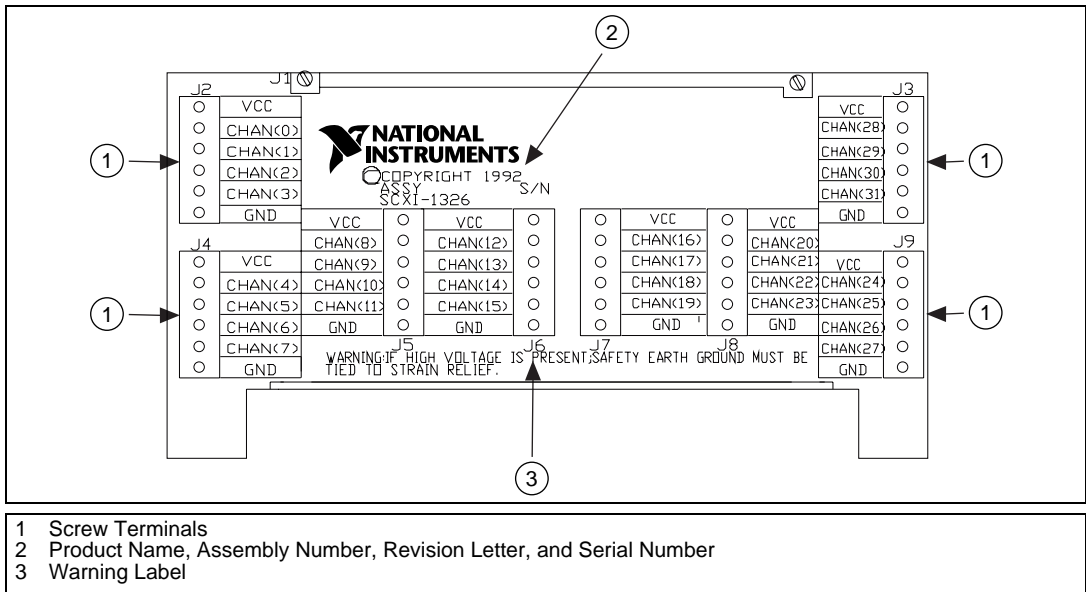 2
J1
J2
VCC
CHAN(0)
CHAN(1)
CHAN(2)
CHAN(3)
GND
1
NATIONAL
INSTRUMENTS
COPYRIGHT 1992
ASSY S/N
SCXI-1326
J3
VCC
CHAN(28)
CHAN(29)
CHAN(30)
CHAN(31)
GND
1
J4
VCC
CHAN(4)
CHAN(5)
CHAN(6)
CHAN(7)
GND
1
VCC
CHAN(8)
CHAN(9)
CHAN(10)
CHAN(11)
GND
J5
VCC
CHAN(12)
CHAN(13)
CHAN(14)
CHAN(15)
GND
J6
VCC
CHAN(16)
CHAN(17)
CHAN(18)
CHAN(19)
GND
J7
VCC
CHAN(20)
CHAN(21)
CHAN(22)
CHAN(23)
GND
J8
J9
VCC
CHAN(24)
CHAN(25)
CHAN(26)
CHAN(27)
GND
1
WARNING:IF HIGH VOLTAGE IS PRESENT;SAFETY EARTH GROUND MUST BE
TIED TO STRAIN RELIEF.
3
1 Screw Terminals
2 Product Name, Assembly Number, Revision Letter, and Serial Number
3 Warning Label